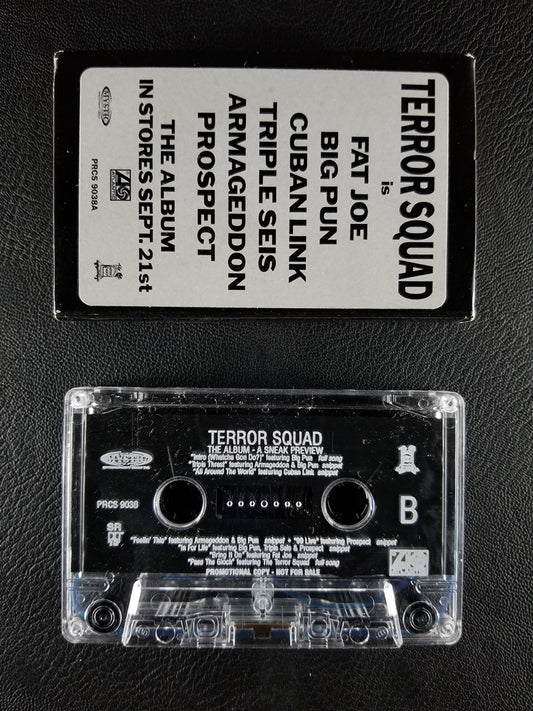 TERROR SQUAD
is
FAT JOE
BIG PUN
CUBAN LINK
TRIPLE SEIS
ARMAGEDDON
PROSPECT
THE ALBUM
IN STORES SEPT. 21st
MYSTIC
ATLANTIC
PRCS 9038A
TERROR SQUAD
THE ALBUM - A SNEAK PREVIEW
"Intro (Whatcha Gon Do?)" featuring Big Pun full song
"Triple Threat" featuring Armageddon & Big Pun snippet
"All Around The World" featuring Cuban Link snippet
MYSTIC
PRCS 9038
B
SR
"Feelin' This" featuring Armageddon & Big Pun snippet • "99 Live" featuring Prospect snippet
"In For Life" featuring Big Pun, Triple Seis & Prospect snippet
"Bring It On" featuring Fat Joe snippet
"Pass The Glock" featuring The Terror Squad full song
PROMOTIONAL COPY - NOT FOR SALE